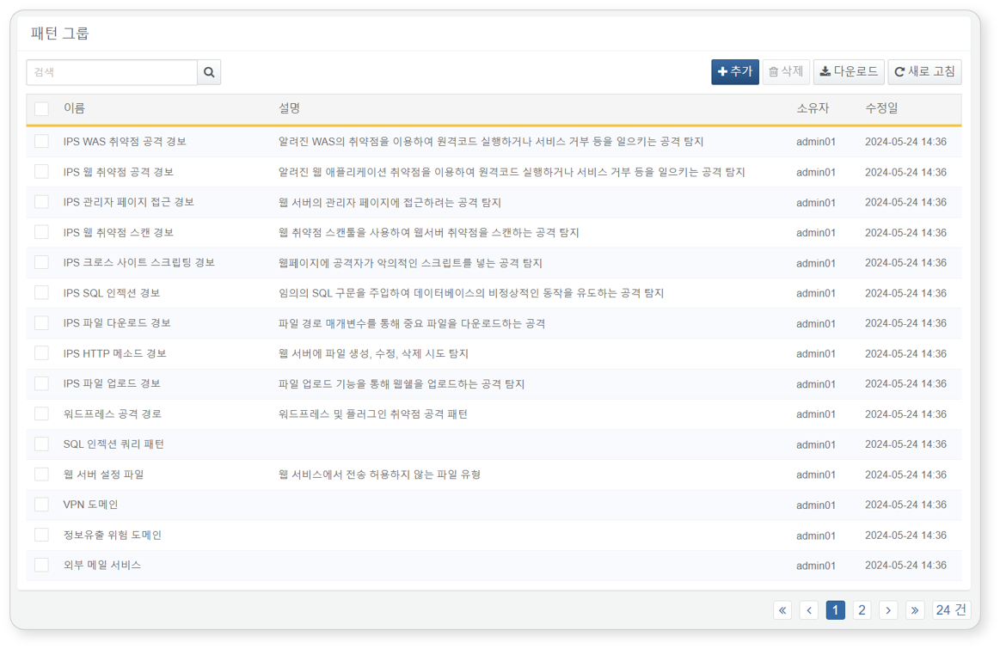 패턴 그룹
검색
추가 삭제 다운로드 새로 고침
이름 설명 소유자 수정일
IPS WAS 취약점 공격 경보 알려진 WAS의 취약점을 이용하여 원격코드 실행하거나 서비스 거부 등을 일으키는 공격 탐지 admin01 2024-05-24 14:36
IPS 웹 취약점 공격 경보 알려진 웹 애플리케이션 취약점을 이용하여 원격코드 실행하거나 서비스 거부 등을 일으키는 공격 탐지 admin01 2024-05-24 14:36
IPS 관리자 페이지 접근 경보 웹 서버의 관리자 페이지에 접근하려는 공격 탐지 admin01 2024-05-24 14:36
IPS 웹 취약점 스캔 경보 웹 취약점 스캔툴을 사용하여 웹서버 취약점을 스캔하는 공격 탐지 admin01 2024-05-24 14:36
IPS 크로스 사이트 스크립팅 경보 웹페이지에 공격자가 악의적인 스크립트를 넣는 공격 탐지 admin01 2024-05-24 14:36
IPS SQL 인젝션 경보 임의의 SQL 구문을 주입하여 데이터베이스의 비정상적인 동작을 유도하는 공격 탐지 admin01 2024-05-24 14:36
IPS 파일 다운로드 경보 파일 경로 매개변수를 통해 중요 파일을 다운로드하는 공격 admin01 2024-05-24 14:36
IPS HTTP 메소드 경보 웹 서버에 파일 생성, 수정, 삭제 시도 탐지 admin01 2024-05-24 14:36
IPS 파일 업로드 경보 파일 업로드 기능을 통해 웹쉘을 업로드하는 공격 탐지 admin01 2024-05-24 14:36
워드프레스 공격 경로 워드프레스 및 플러그인 취약점 공격 패턴 admin01 2024-05-24 14:36
SQL 인젝션 쿼리 패턴 admin01 2024-05-24 14:36
웹 서버 설정 파일 웹 서비스에서 전송 허용하지 않는 파일 유형 admin01 2024-05-24 14:36
VPN 도메인 admin01 2024-05-24 14:36
정보유출 위험 도메인 admin01 2024-05-24 14:36
외부 메일 서비스 admin01 2024-05-24 14:36
« ‹ 1 2 › » 24 건